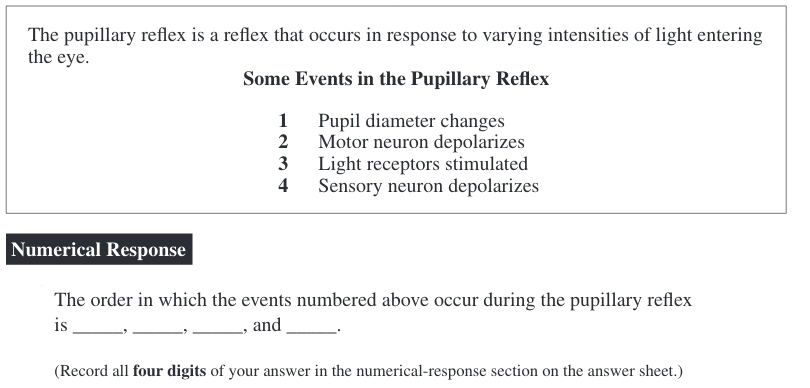 The pupillary reflex is a reflex that occurs in response to varying intensities of light entering
the eye.
Some Events in the Pupillary Reflex
1 Pupil diameter changes
2 Motor neuron depolarizes
3 Light receptors stimulated
4 Sensory neuron depolarizes
Numerical Response
The order in which the events numbered above occur during the pupillary reflex
is _____, _____, _____, and _____.
(Record all four digits of your answer in the numerical-response section on the answer sheet.)